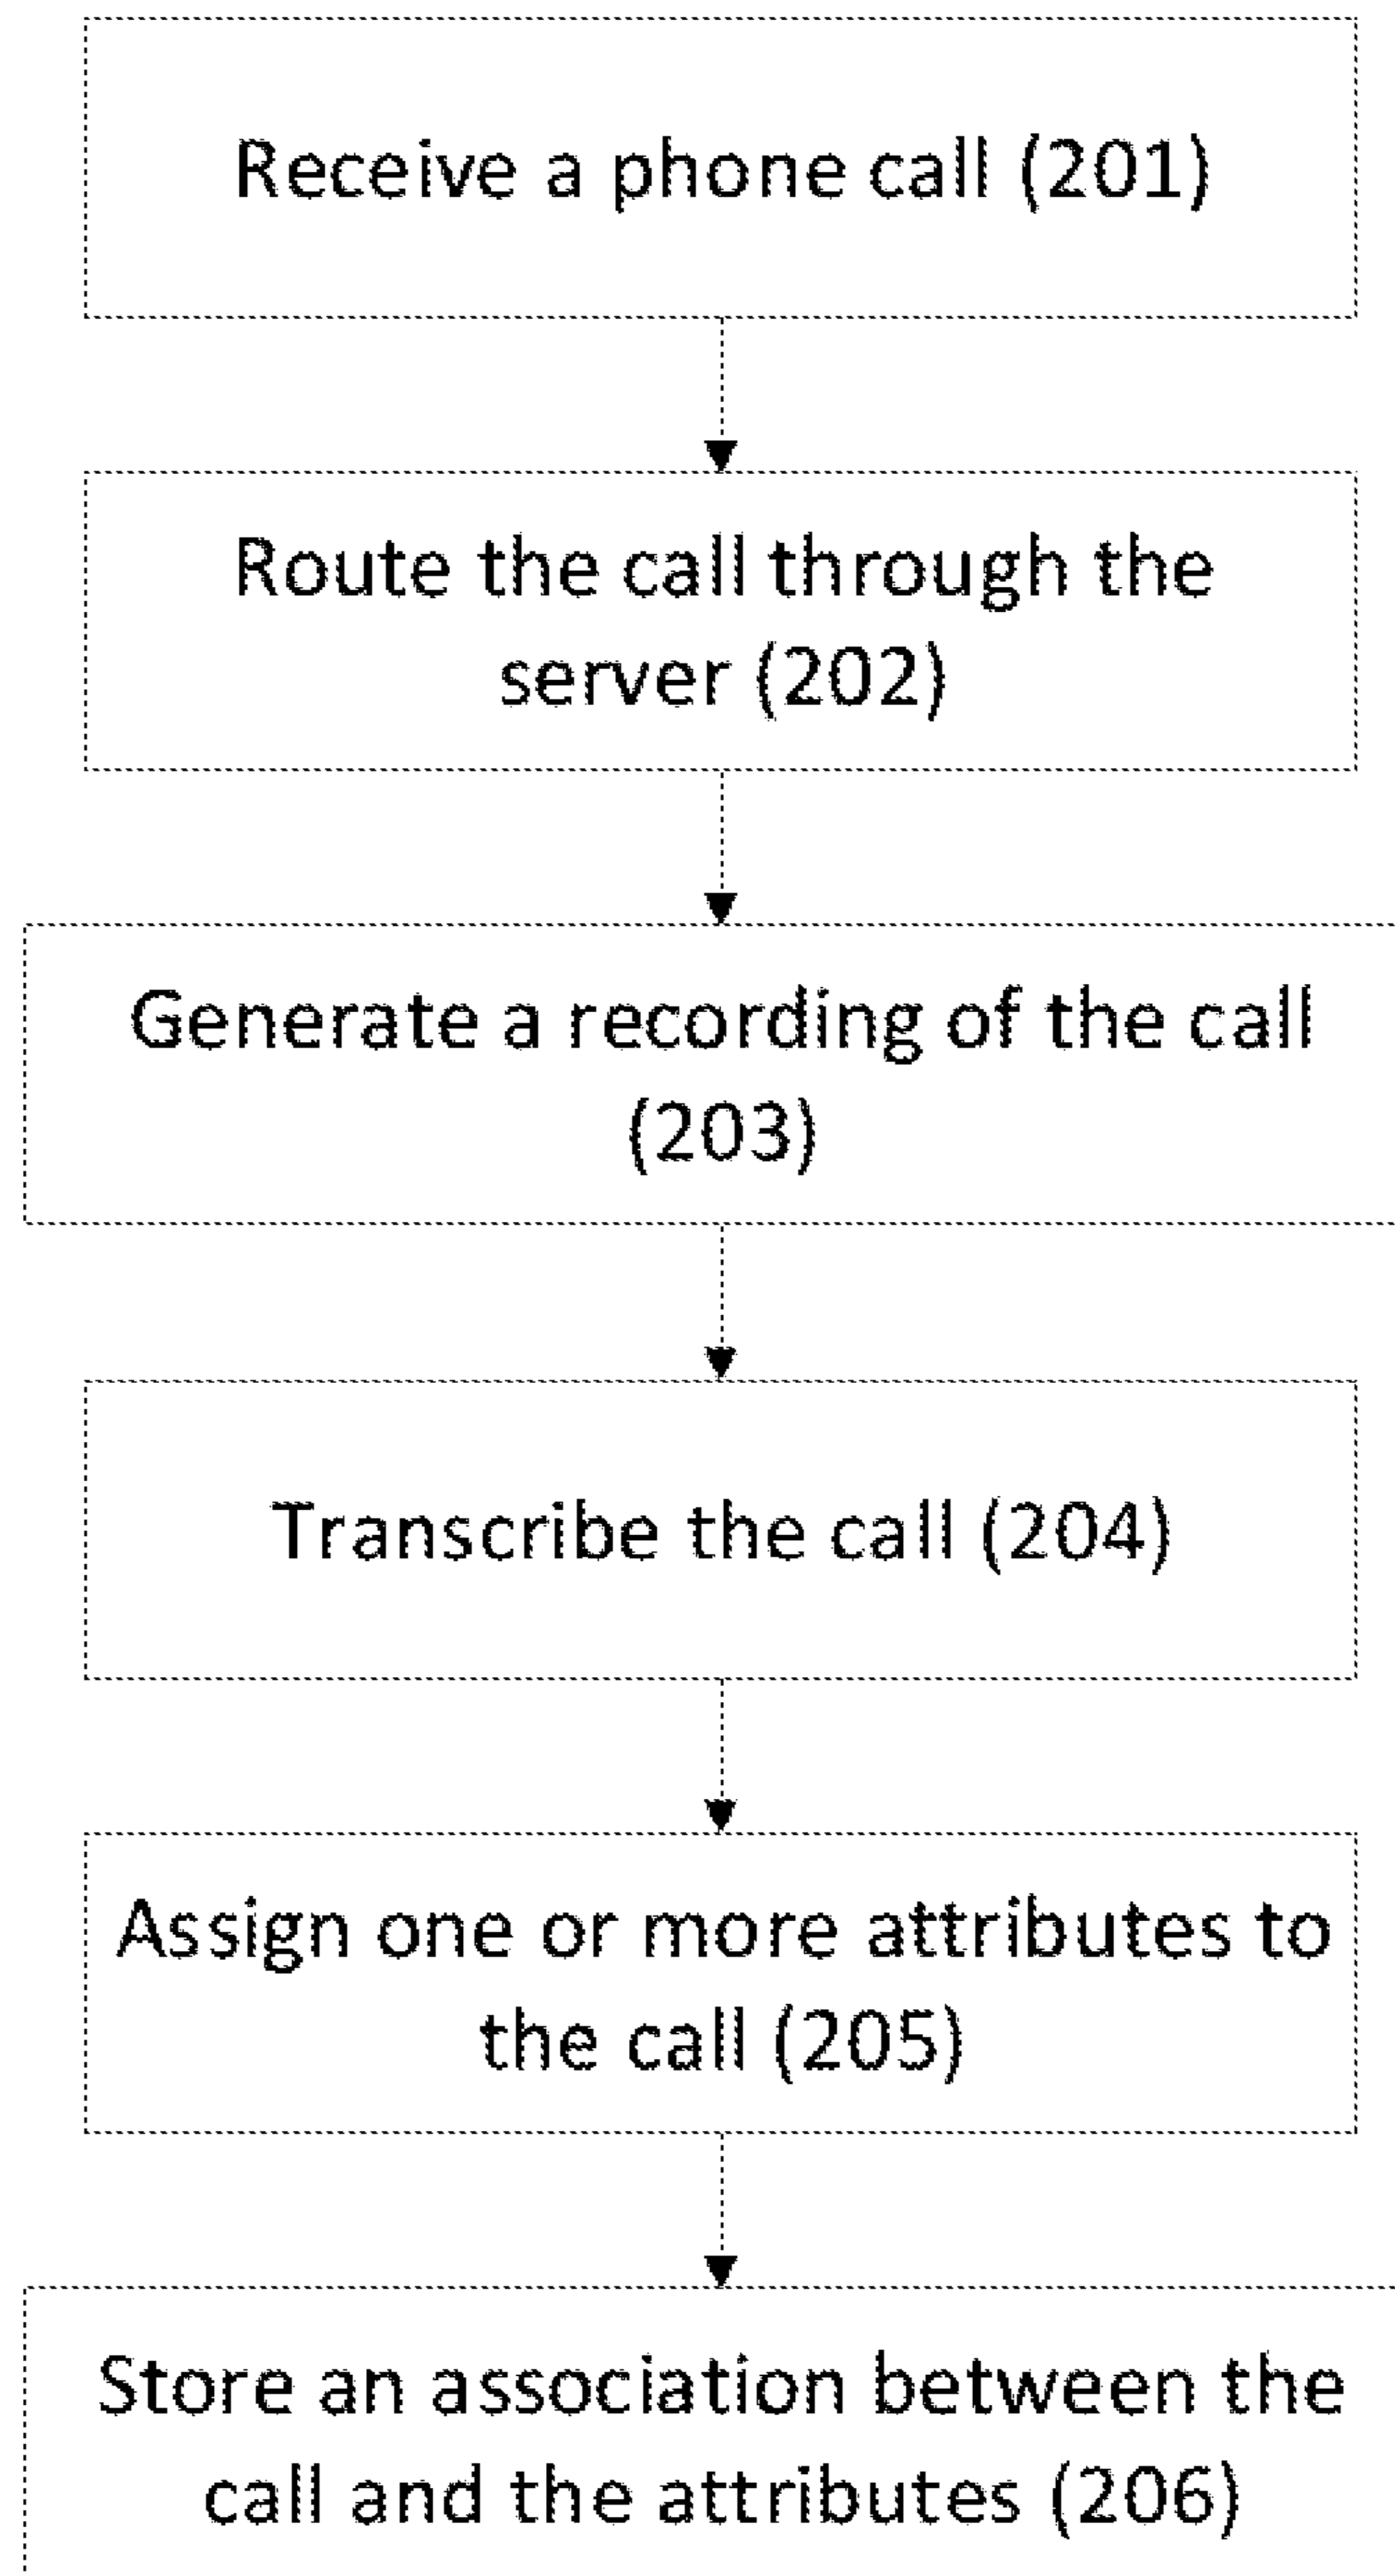 Receive a phone call (201)
Route the call through the
server (202)
Generate a recording of the call
(203)
Transcribe the call (204)
Assign one or more attributes to
the call (205)
Store an association between the
call and the attributes (206)